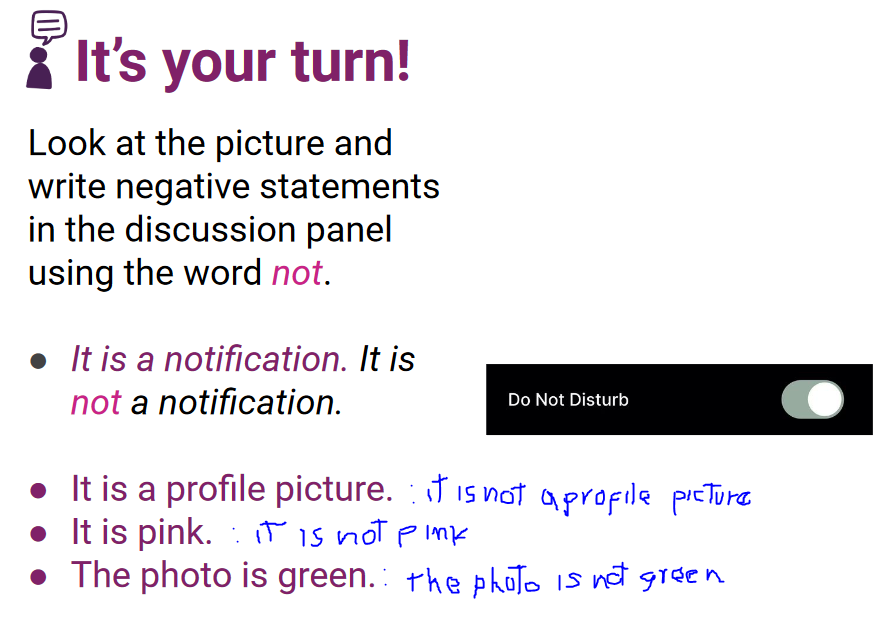 It's your turn!
Look at the picture and
write negative statements
in the discussion panel
using the word not.
● It is a notification. It is
not a notification.
Do Not Disturb
● It is a profile picture. : it is not a profile picture
● It is pink. : it is not pink
● The photo is green. : the photo is not green